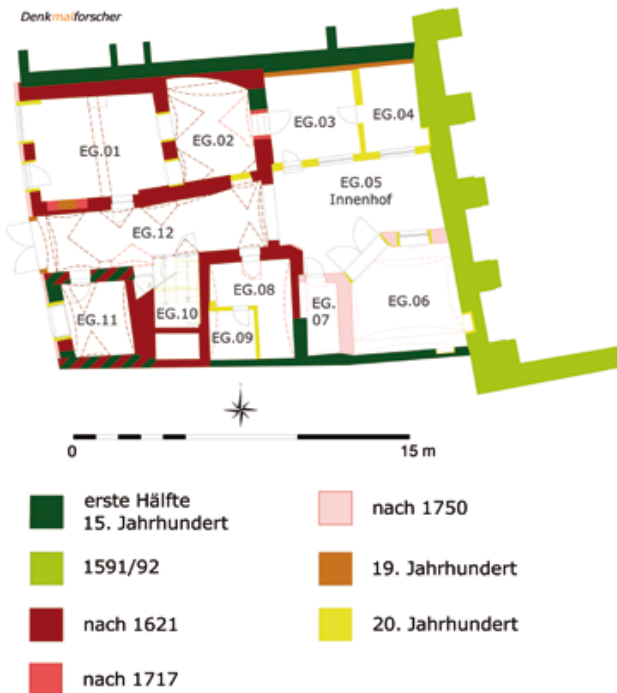 Denkmalforscher
EG.01
EG.02
EG.03
EG.04
EG.05
Innenhof
EG.12
EG.11
EG.10
EG.08
EG.09
EG.
07
EG.06
0
15 m
erste Hälfte
15. Jahrhundert
1591/92
nach 1621
nach 1717
nach 1750
19. Jahrhundert
20. Jahrhundert